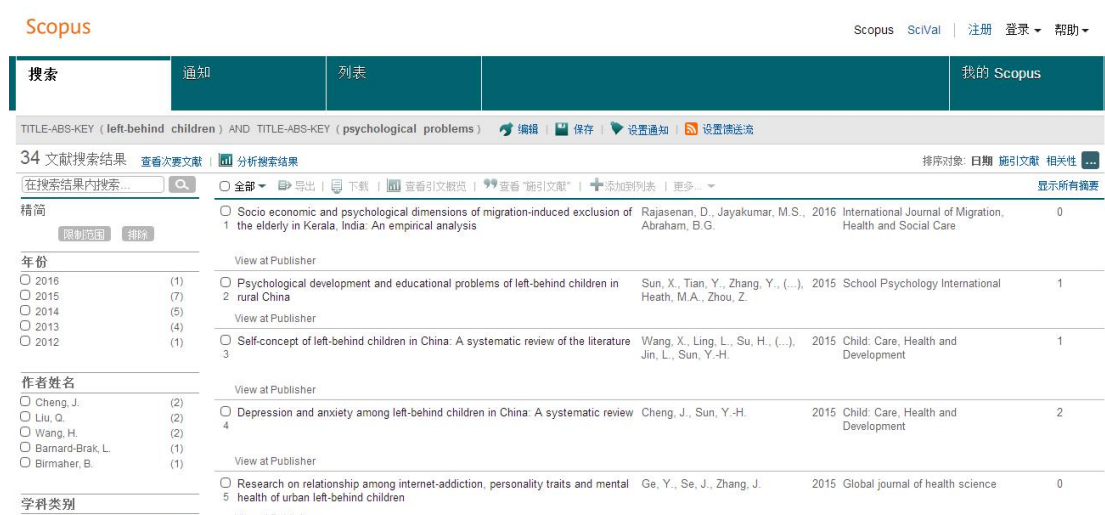 Scopus
Scopus SciVal 注册 登录 帮助
搜索 通知 列表 我的 Scopus
TITLE-ABS-KEY ( left-behind children ) AND TITLE-ABS-KEY ( psychological problems ) 编辑 保存 设置通知 设置馈送流
34 文献搜索结果 查看次要文献 分析搜索结果 排序对象: 日期 施引文献 相关性 ...
在搜索结果内搜索... 全部 导出 下载 查看引文概览 查看 "施引文献" 添加到列表 更多... 显示所有摘要
精简
限制范围 排除
年份
2016 (1)
2015 (7)
2014 (5)
2013 (4)
2012 (1)
作者姓名
Cheng, J. (2)
Liu, Q. (2)
Wang, H. (2)
Barnard-Brak, L. (1)
Birmaher, B. (1)
学科类别
Socio economic and psychological dimensions of migration-induced exclusion of Rajasenan, D., Jayakumar, M.S., 2016 International Journal of Migration, 0
1 the elderly in Kerala, India: An empirical analysis Abraham, B.G. Health and Social Care
View at Publisher
Psychological development and educational problems of left-behind children in Sun, X., Tian, Y., Zhang, Y., (...), 2015 School Psychology International 1
2 rural China Heath, M.A., Zhou, Z.
View at Publisher
Self-concept of left-behind children in China: A systematic review of the literature Wang, X., Ling, L., Su, H., (...), 2015 Child: Care, Health and 1
3 Jin, L., Sun, Y.-H. Development
View at Publisher
Depression and anxiety among left-behind children in China: A systematic review Cheng, J., Sun, Y.-H. 2015 Child: Care, Health and 2
4 Development
View at Publisher
Research on relationship among internet-addiction, personality traits and mental Ge, Y., Se, J., Zhang, J. 2015 Global journal of health science 0
5 health of urban left-behind children